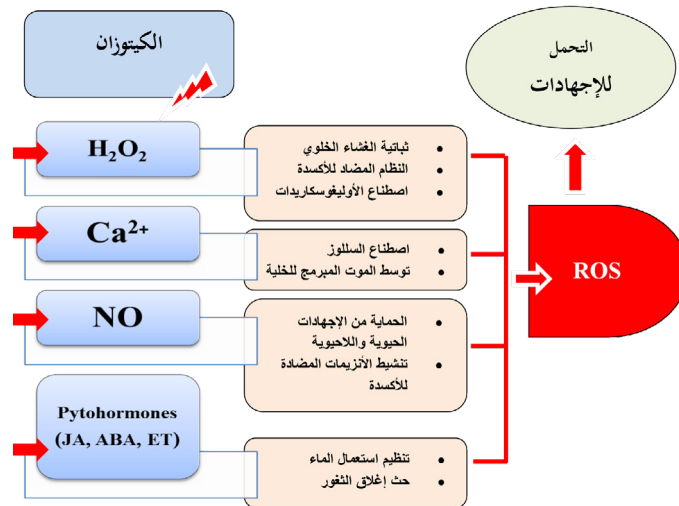 الكيتوزان
التحمل
للإجهادات
H₂O₂
ثباتية الغشاء الخلوي
النظام المضاد للأكسدة
اصطناع الأوليغوسكاريدات
Ca²⁺
اصطناع السللوز
توسط الموت المبرمج للخلية
ROS
NO
الحماية من الإجهادات
الحيوية واللاحيوية
تنشيط الأنزيمات المضادة
للأكسدة
Pytohormones
(JA, ABA, ET)
تنظيم استعمال الماء
حث إغلاق الثغور